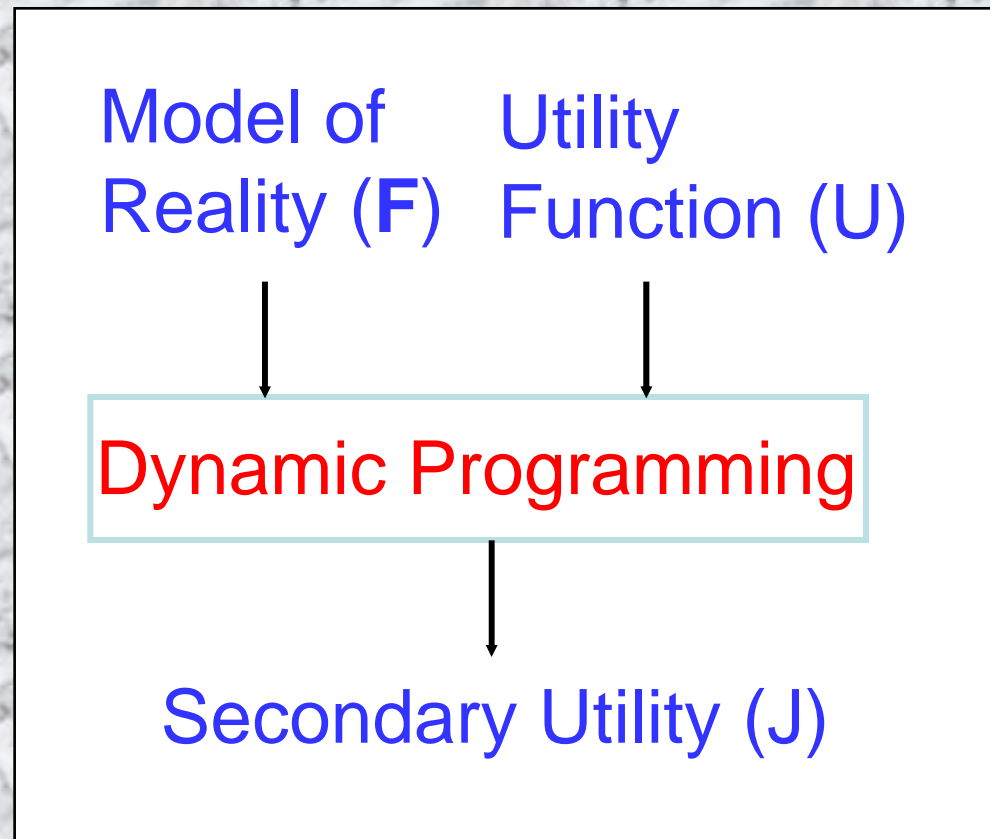 Model of
Reality (F)
Utility
Function (U)
Dynamic Programming
Secondary Utility (J)